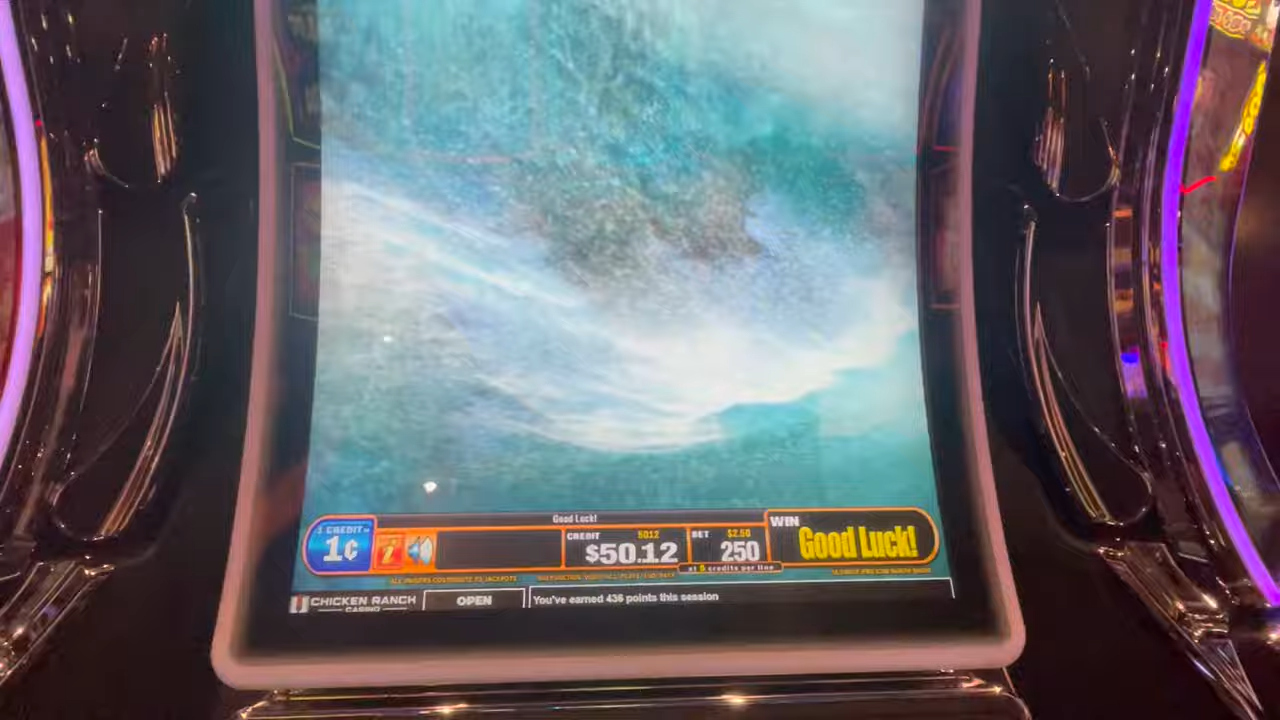 Good Luck!
1 CREDIT =
1¢
CREDIT
5012
$50.12
BET
$2.50
250
at 5 credits per line
WIN
Good Luck!
CHICKEN RANCH
CASINO
OPEN
You've earned 436 points this session